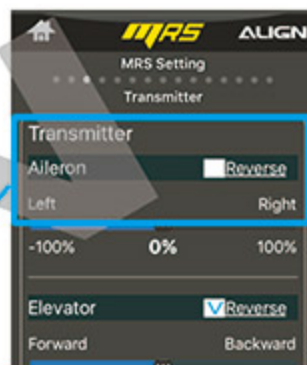 MRS ALIGN
MRS Setting
Transmitter
Transmitter
Aileron Reverse
Left Right
-100% 0% 100%
Elevator Reverse
Forward Backward